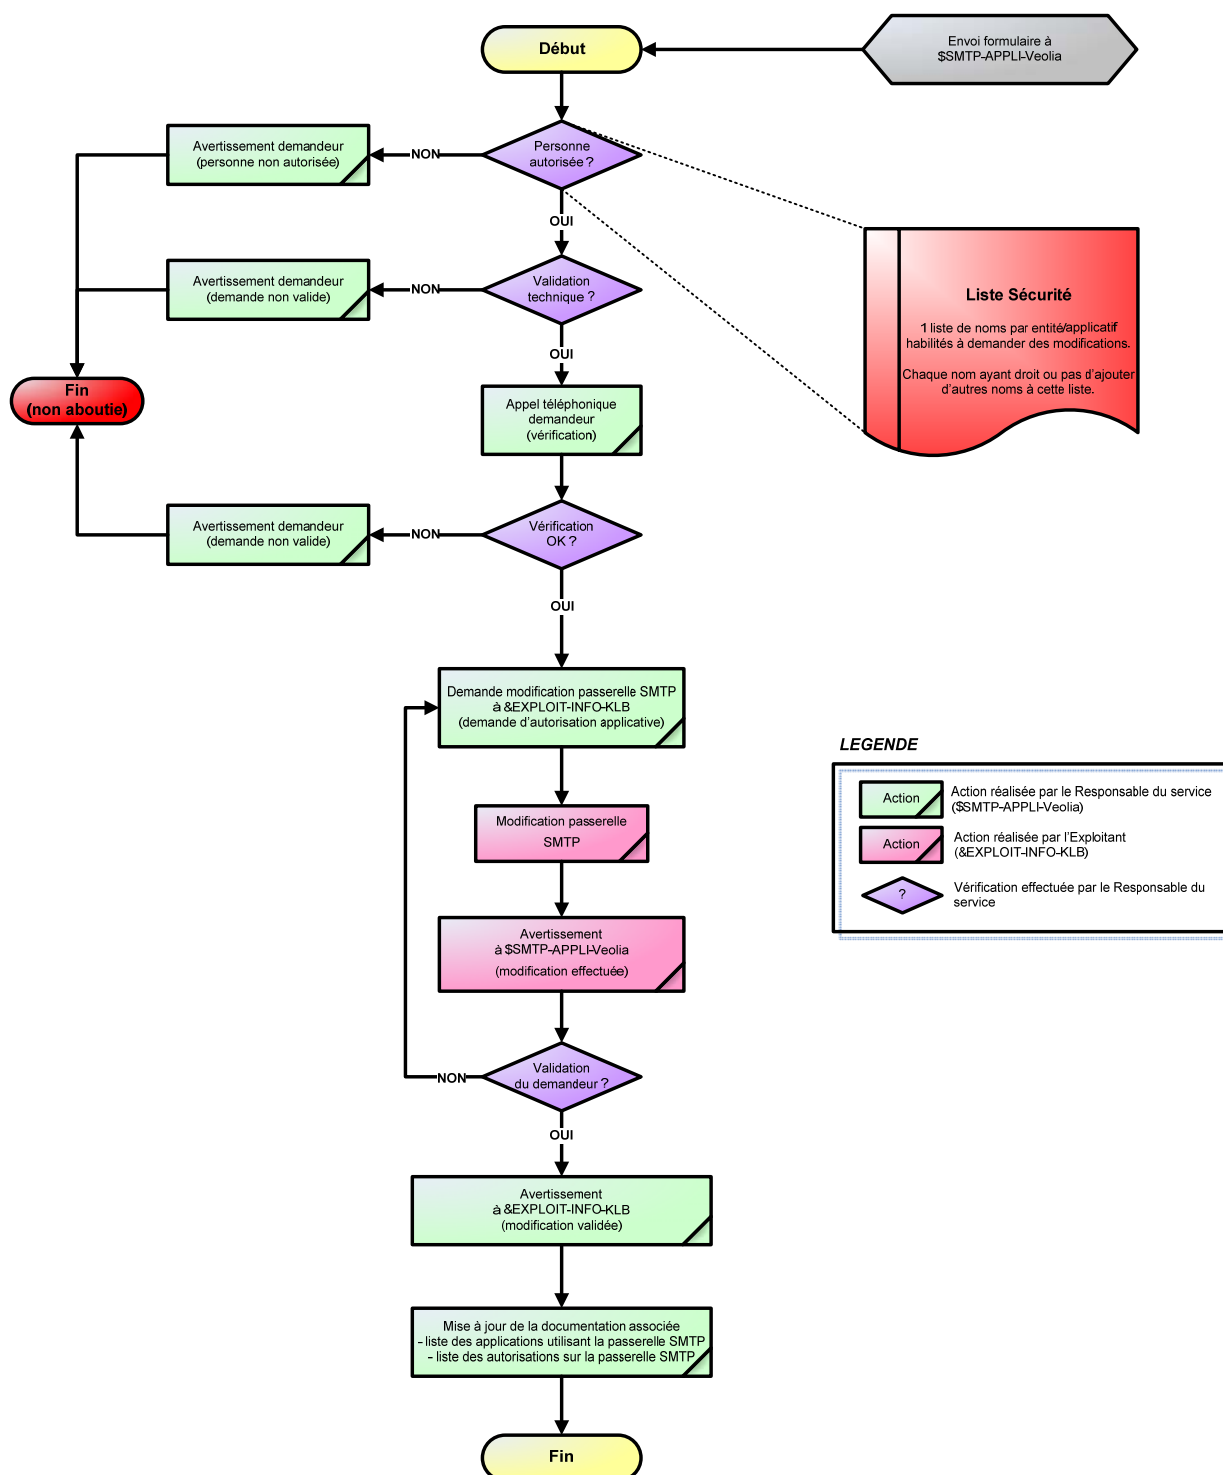 Début
Envoi formulaire à
$SMTP-APPLI-Veolia
Avertissement demandeur
(personne non autorisée)
NON
Personne
autorisée ?
OUI
Avertissement demandeur
(demande non valide)
NON
Validation
technique ?
Liste Sécurité
1 liste de noms par entité/applicatif
habilités à demander des modifications.
Chaque nom ayant droit ou pas d'ajouter
d'autres noms à cette liste.
OUI
Fin
(non aboutie)
Appel téléphonique
demandeur
(vérification)
Avertissement demandeur
(demande non valide)
NON
Vérification
OK ?
OUI
Demande modification passerelle SMTP
à &EXPLOIT-INFO-KLB
(demande d'autorisation applicative)
LEGENDE
Action
Action réalisée par le Responsable du service
($SMTP-APPLI-Veolia)
Action
Action réalisée par l'Exploitant
(&EXPLOIT-INFO-KLB)
?
Vérification effectuée par le Responsable du
service
Modification passerelle
SMTP
Avertissement
à $SMTP-APPLI-Veolia
(modification effectuée)
NON
Validation
du demandeur ?
OUI
Avertissement
à &EXPLOIT-INFO-KLB
(modification validée)
Mise à jour de la documentation associée
- liste des applications utilisant la passerelle SMTP
- liste des autorisations sur la passerelle SMTP
Fin